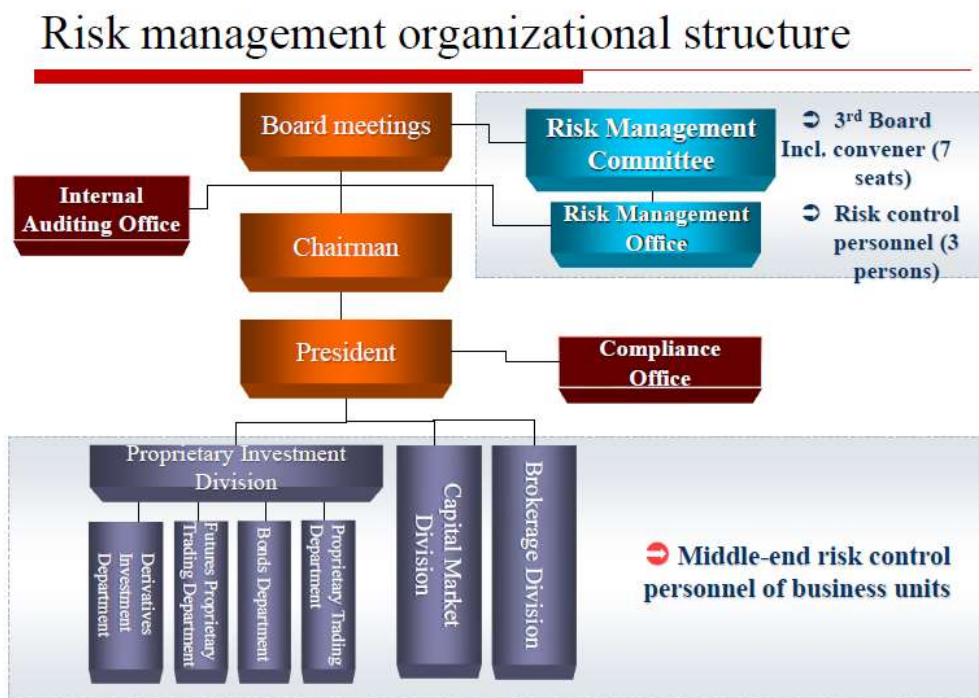 Risk management organizational structure
Board meetings
Risk Management
Committee
➲ 3rd Board
Incl. convener (7
seats)
Internal
Auditing Office
Risk Management
Office
➲ Risk control
personnel (3
persons)
Chairman
President
Compliance
Office
Proprietary Investment
Division
Capital Market
Division
Brokerage Division
Derivatives
Investment
Department
Futures Proprietary
Trading Department
Bonds Department
Proprietary Trading
Department
➲ Middle-end risk control
personnel of business units